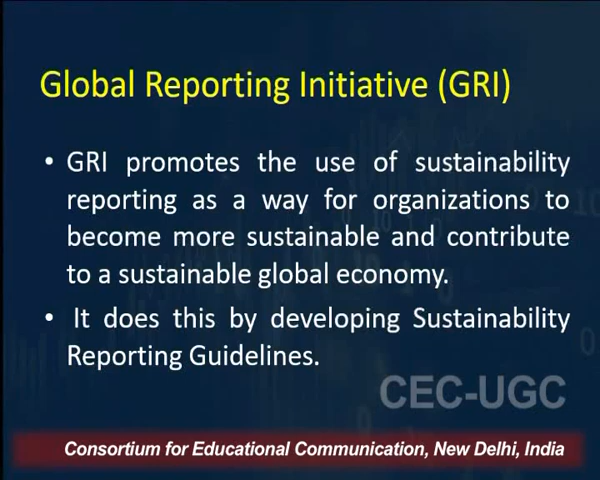 Global Reporting Initiative (GRI)
• GRI promotes the use of sustainability
reporting as a way for organizations to
become more sustainable and contribute
to a sustainable global economy.
• It does this by developing Sustainability
Reporting Guidelines.
CEC-UGC
Consortium for Educational Communication, New Delhi, India